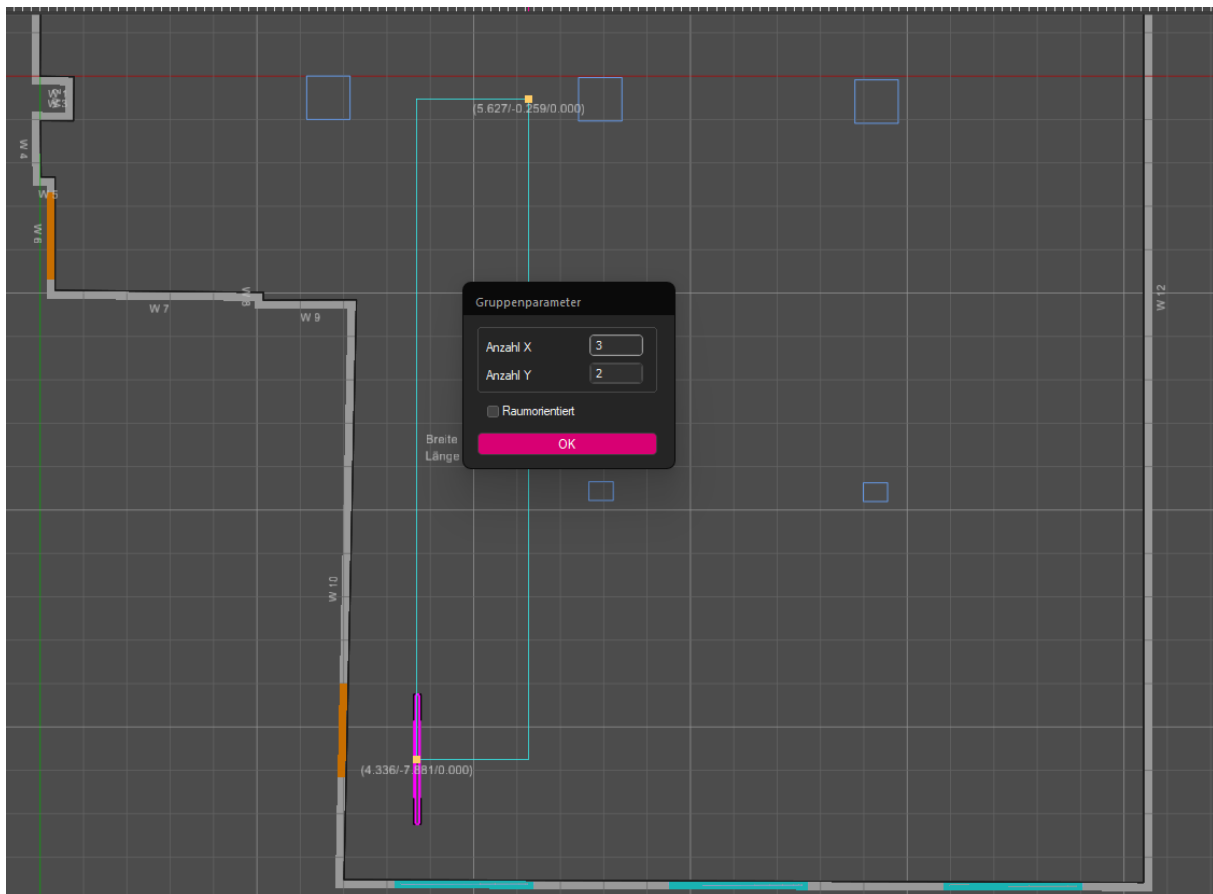 (5.627/-0.259/0.000)
W 4
W 5
W 6
W 7
W 8
W 9
W 12
Gruppenparameter
Anzahl X 3
Anzahl Y 2
Raumorientiert
OK
Breite
Länge
W 10
(4.336/-7.881/0.000)